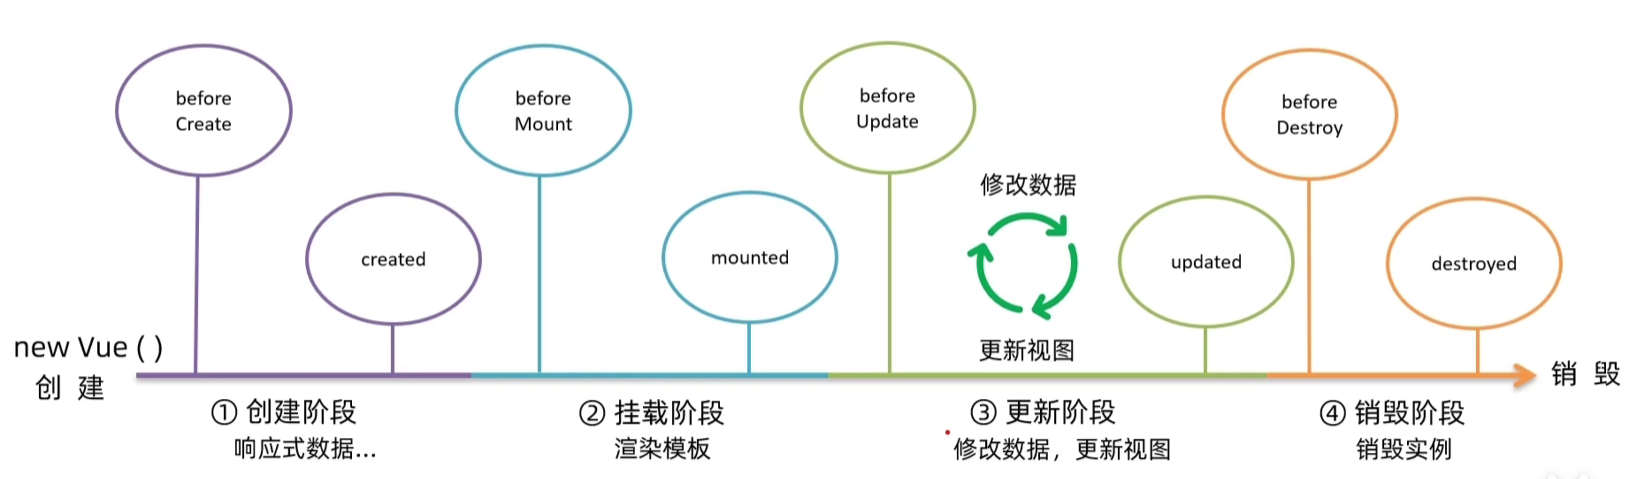 before
Create
before
Mount
before
Update
before
Destroy
修改数据
created
mounted
updated
destroyed
更新视图
new Vue ( )
创 建
销 毁
① 创建阶段
响应式数据...
② 挂载阶段
渲染模板
③ 更新阶段
修改数据，更新视图
④ 销毁阶段
销毁实例